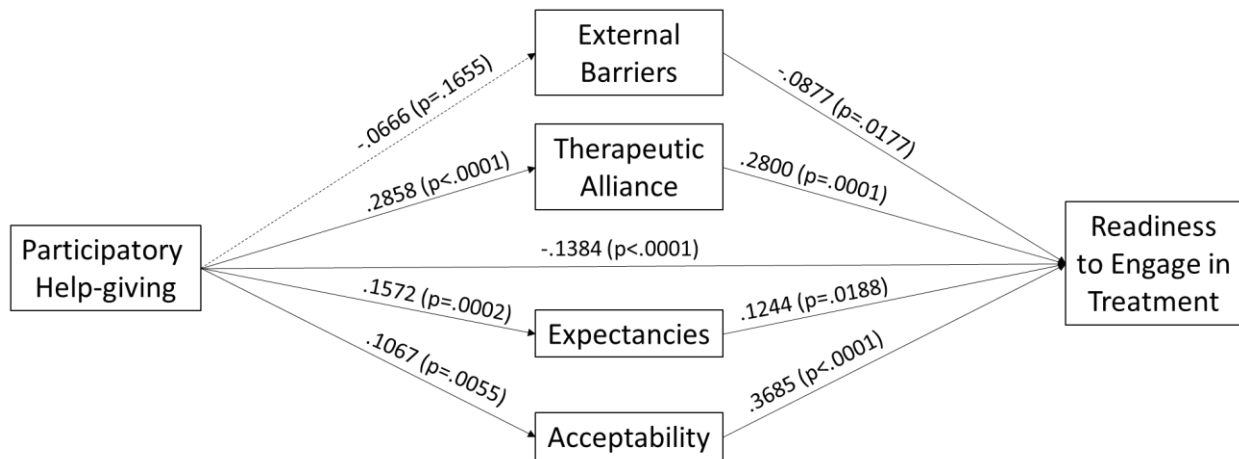 External
Barriers
-.0666 (p=.1655)
-.0877 (p=.0177)
Therapeutic
Alliance
.2858 (p<.0001)
.2800 (p=.0001)
Participatory
Help-giving
-.1384 (p<.0001)
Readiness
to Engage in
Treatment
.1572 (p=.0002)
Expectancies
.1244 (p=.0188)
.1067 (p=.0055)
Acceptability
.3685 (p<.0001)